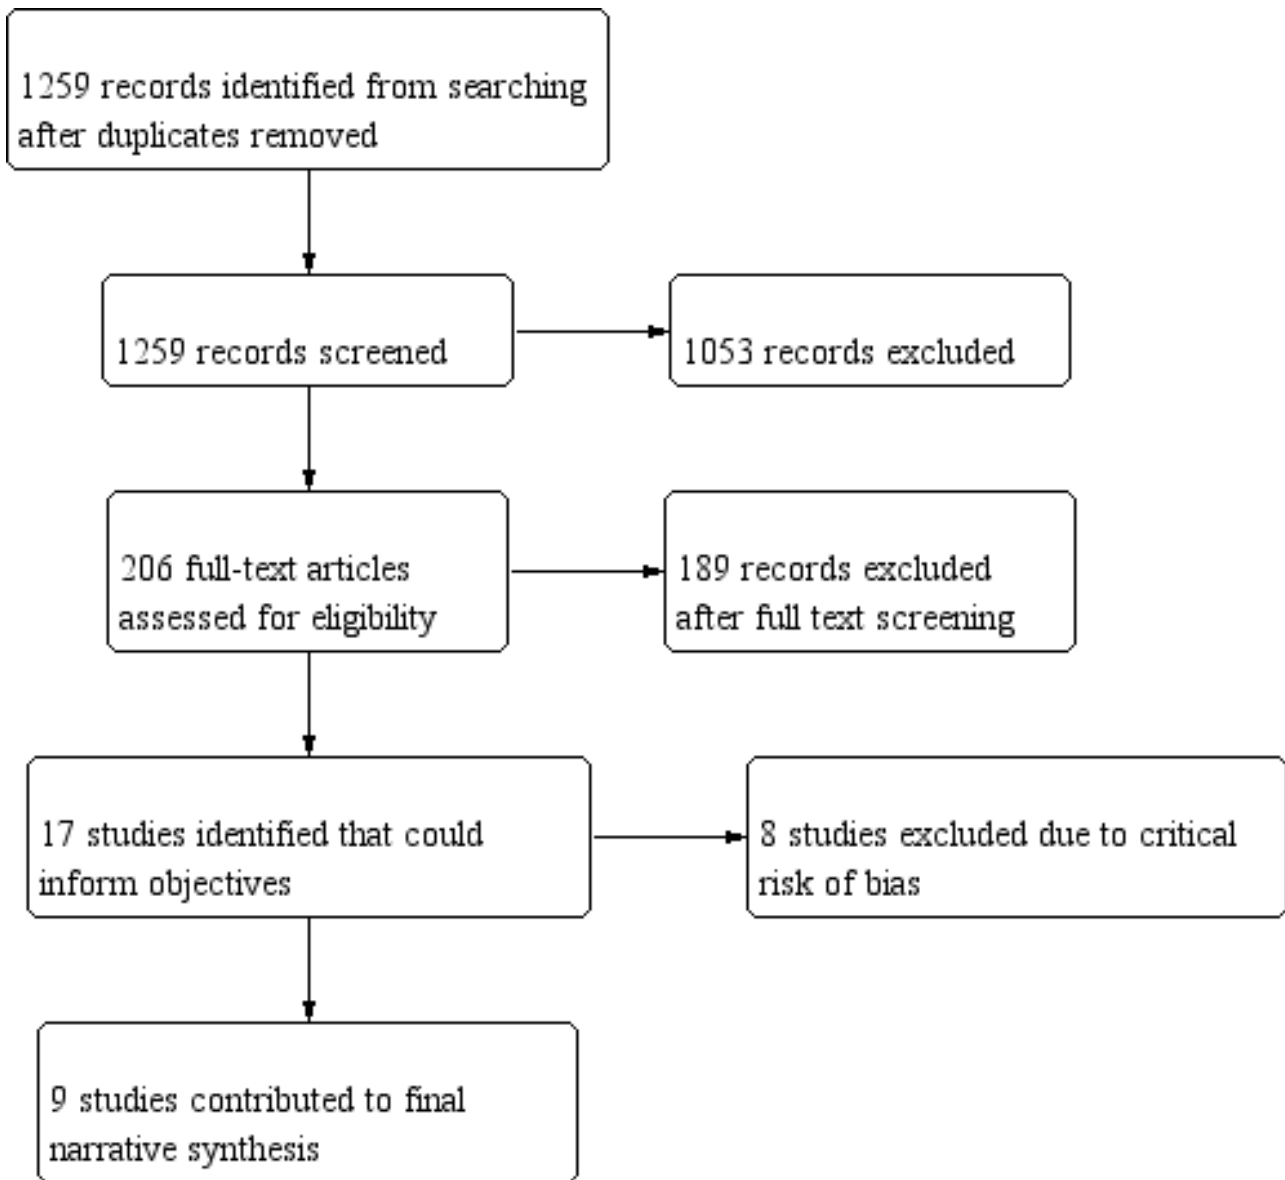 1259 records identified from searching
after duplicates removed
1259 records screened
1053 records excluded
206 full-text articles
assessed for eligibility
189 records excluded
after full text screening
17 studies identified that could
inform objectives
8 studies excluded due to critical
risk of bias
9 studies contributed to final
narrative synthesis